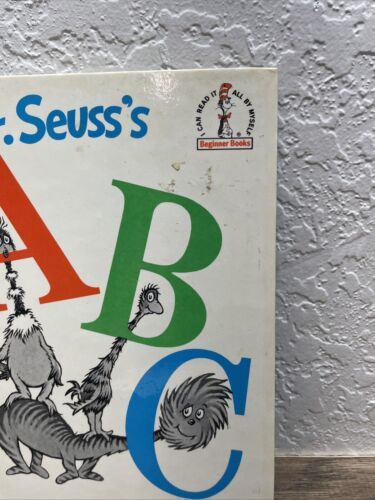 r. Seuss's
I CAN READ IT ALL BY MYSELF
Beginner Books
®
A
B
C